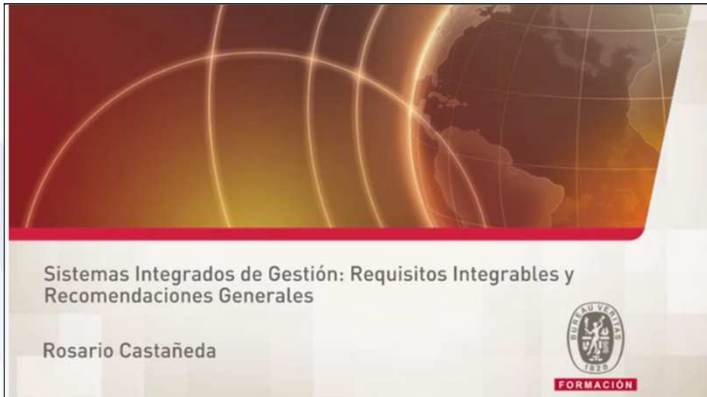 Sistemas Integrados de Gestión: Requisitos Integrables y
Recomendaciones Generales
Rosario Castañeda
BUREAU VERITAS
1828
FORMACIÓN